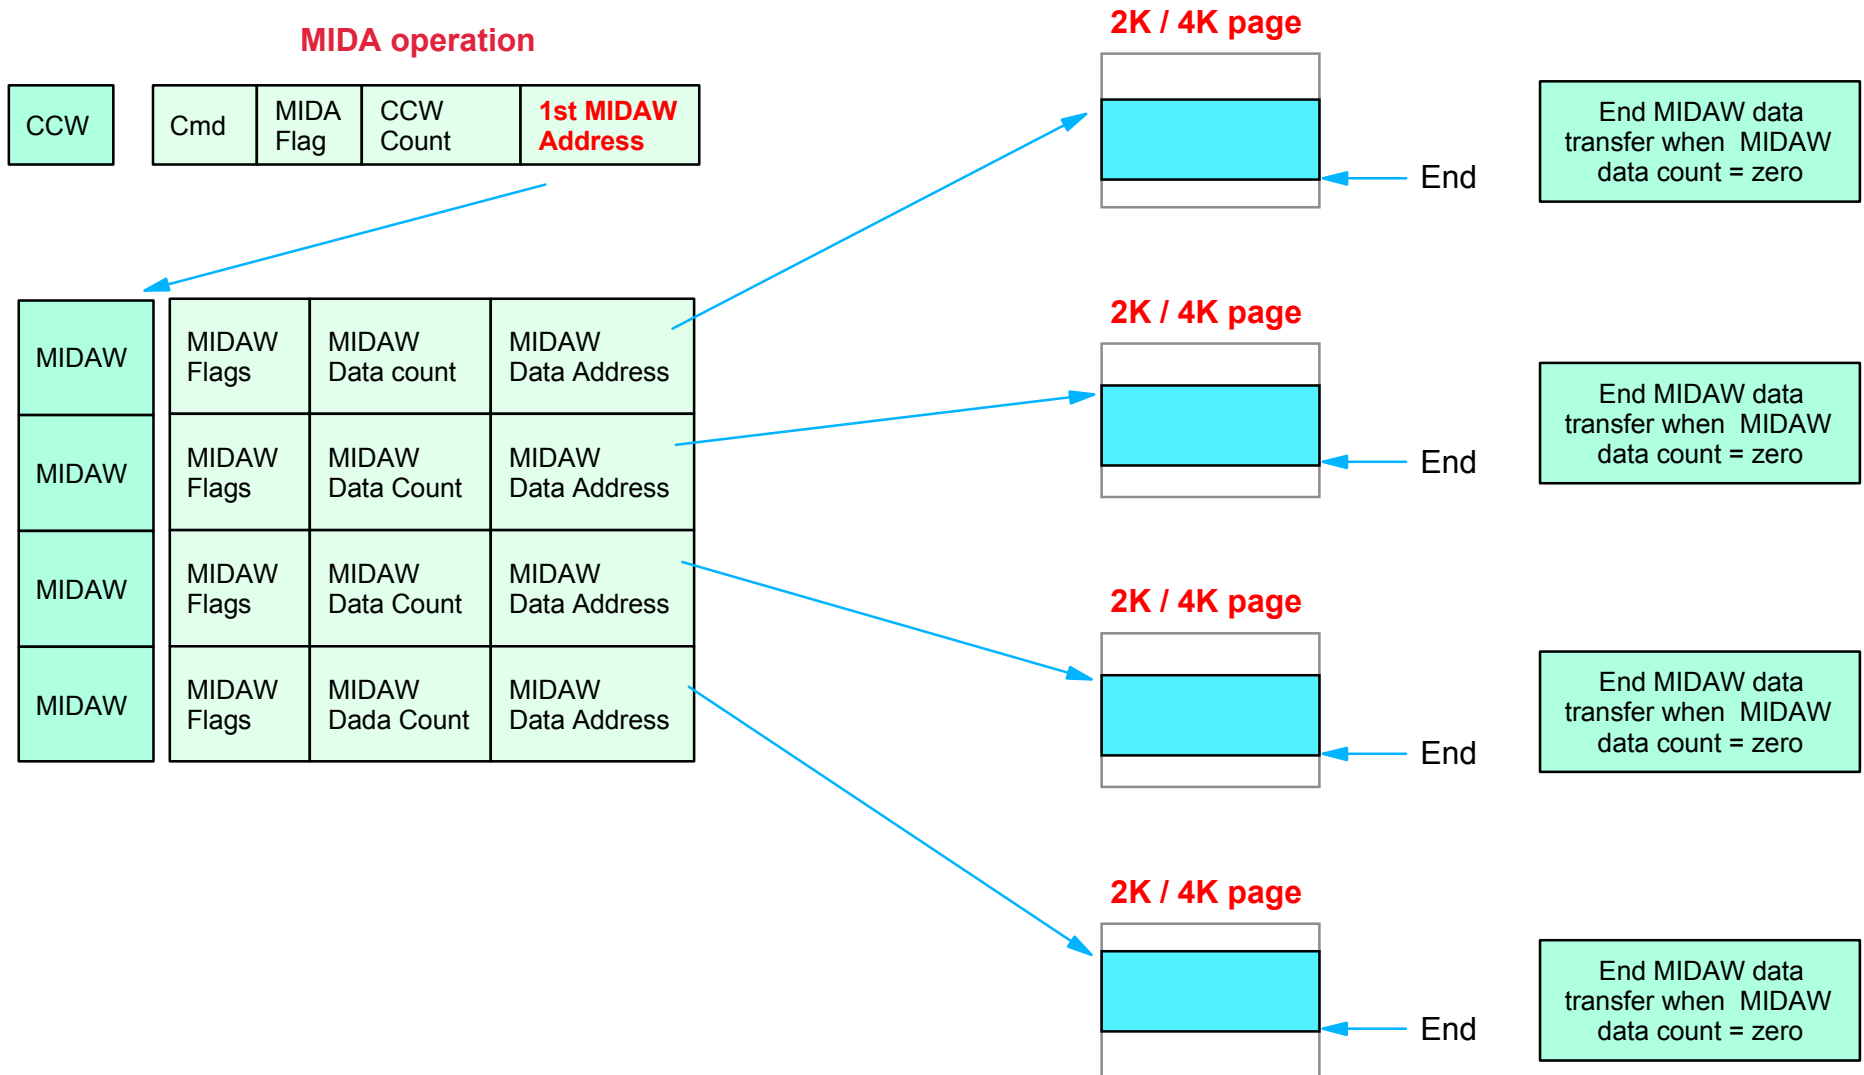 MIDA operation
CCW
Cmd
MIDA
Flag
CCW
Count
1st MIDAW
Address
MIDAW
MIDAW
Flags
MIDAW
Data count
MIDAW
Data Address
MIDAW
MIDAW
Flags
MIDAW
Data Count
MIDAW
Data Address
MIDAW
MIDAW
Flags
MIDAW
Data Count
MIDAW
Data Address
MIDAW
MIDAW
Flags
MIDAW
Dada Count
MIDAW
Data Address
2K / 4K page
End
End MIDAW data
transfer when MIDAW
data count = zero
2K / 4K page
End
End MIDAW data
transfer when MIDAW
data count = zero
2K / 4K page
End
End MIDAW data
transfer when MIDAW
data count = zero
2K / 4K page
End
End MIDAW data
transfer when MIDAW
data count = zero